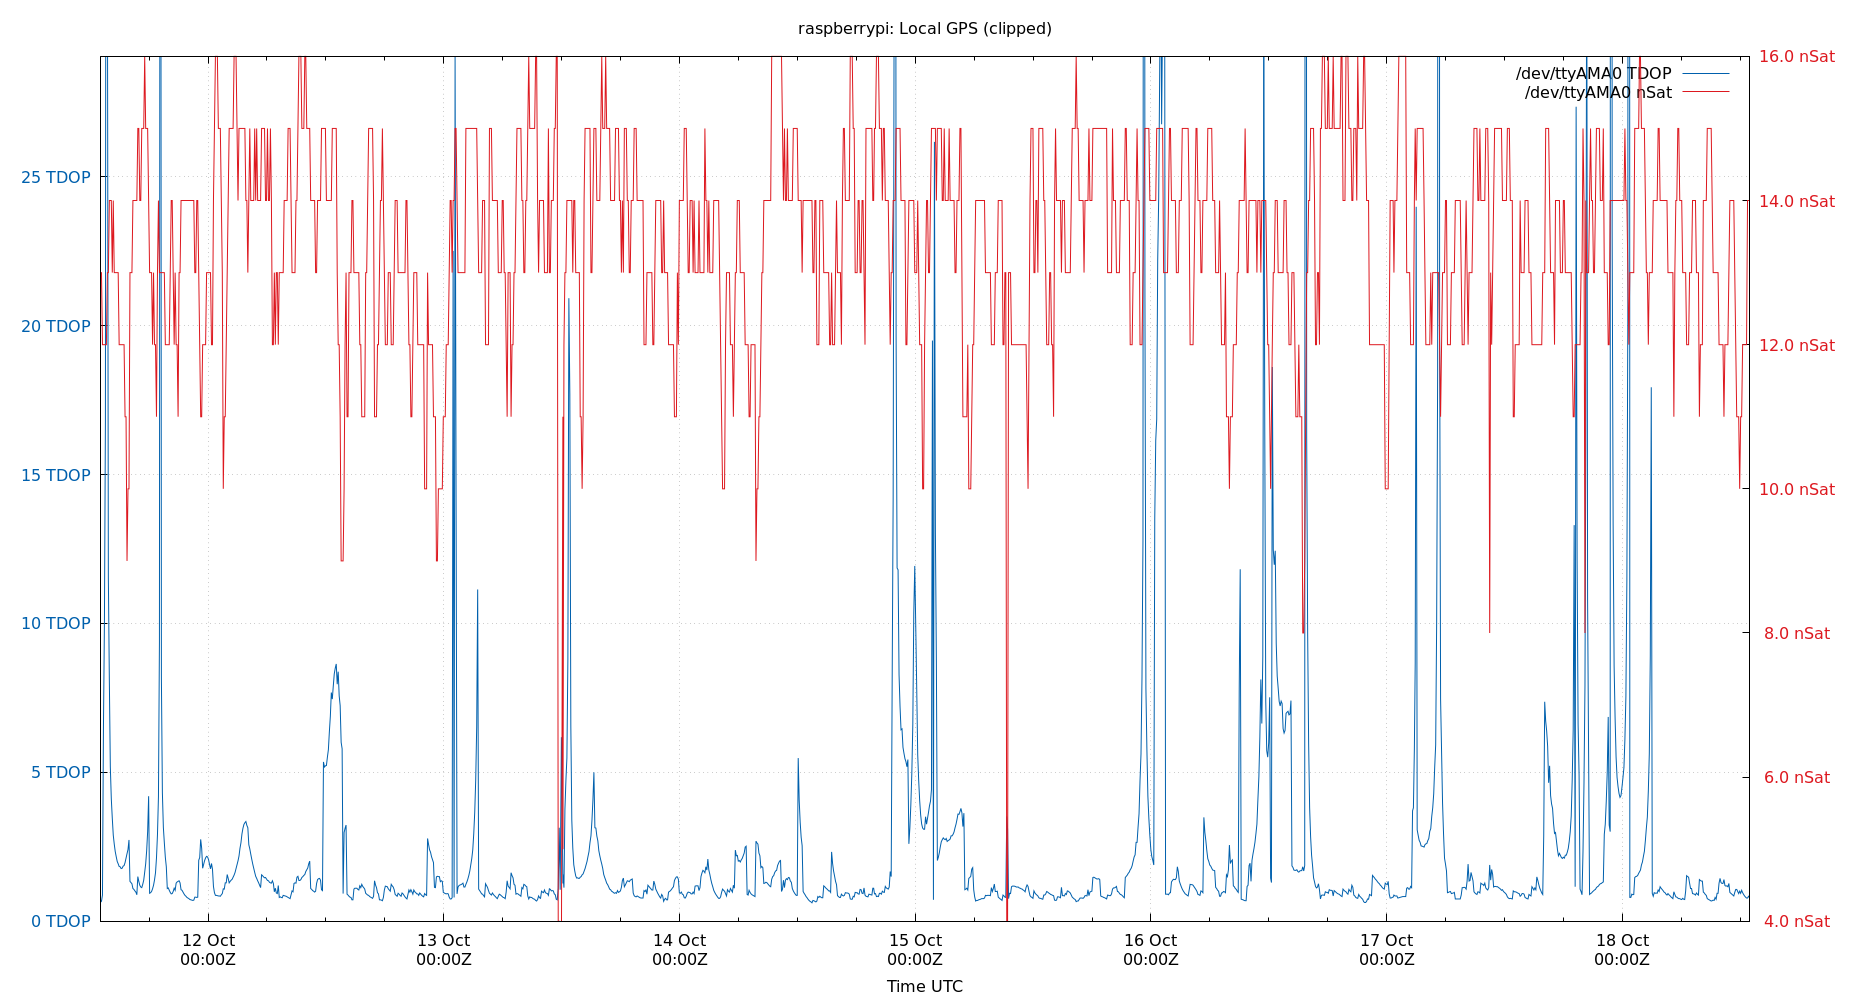 raspberrypi: Local GPS (clipped)
16.0 nSat
/dev/ttyAMA0 TDOP
/dev/ttyAMA0 nSat
25 TDOP
14.0 nSat
20 TDOP
12.0 nSat
15 TDOP
10.0 nSat
10 TDOP
8.0 nSat
5 TDOP
6.0 nSat
0 TDOP
4.0 nSat
12 Oct 13 Oct 14 Oct 15 Oct 16 Oct 17 Oct 18 Oct
00:00Z 00:00Z 00:00Z 00:00Z 00:00Z 00:00Z 00:00Z
Time UTC